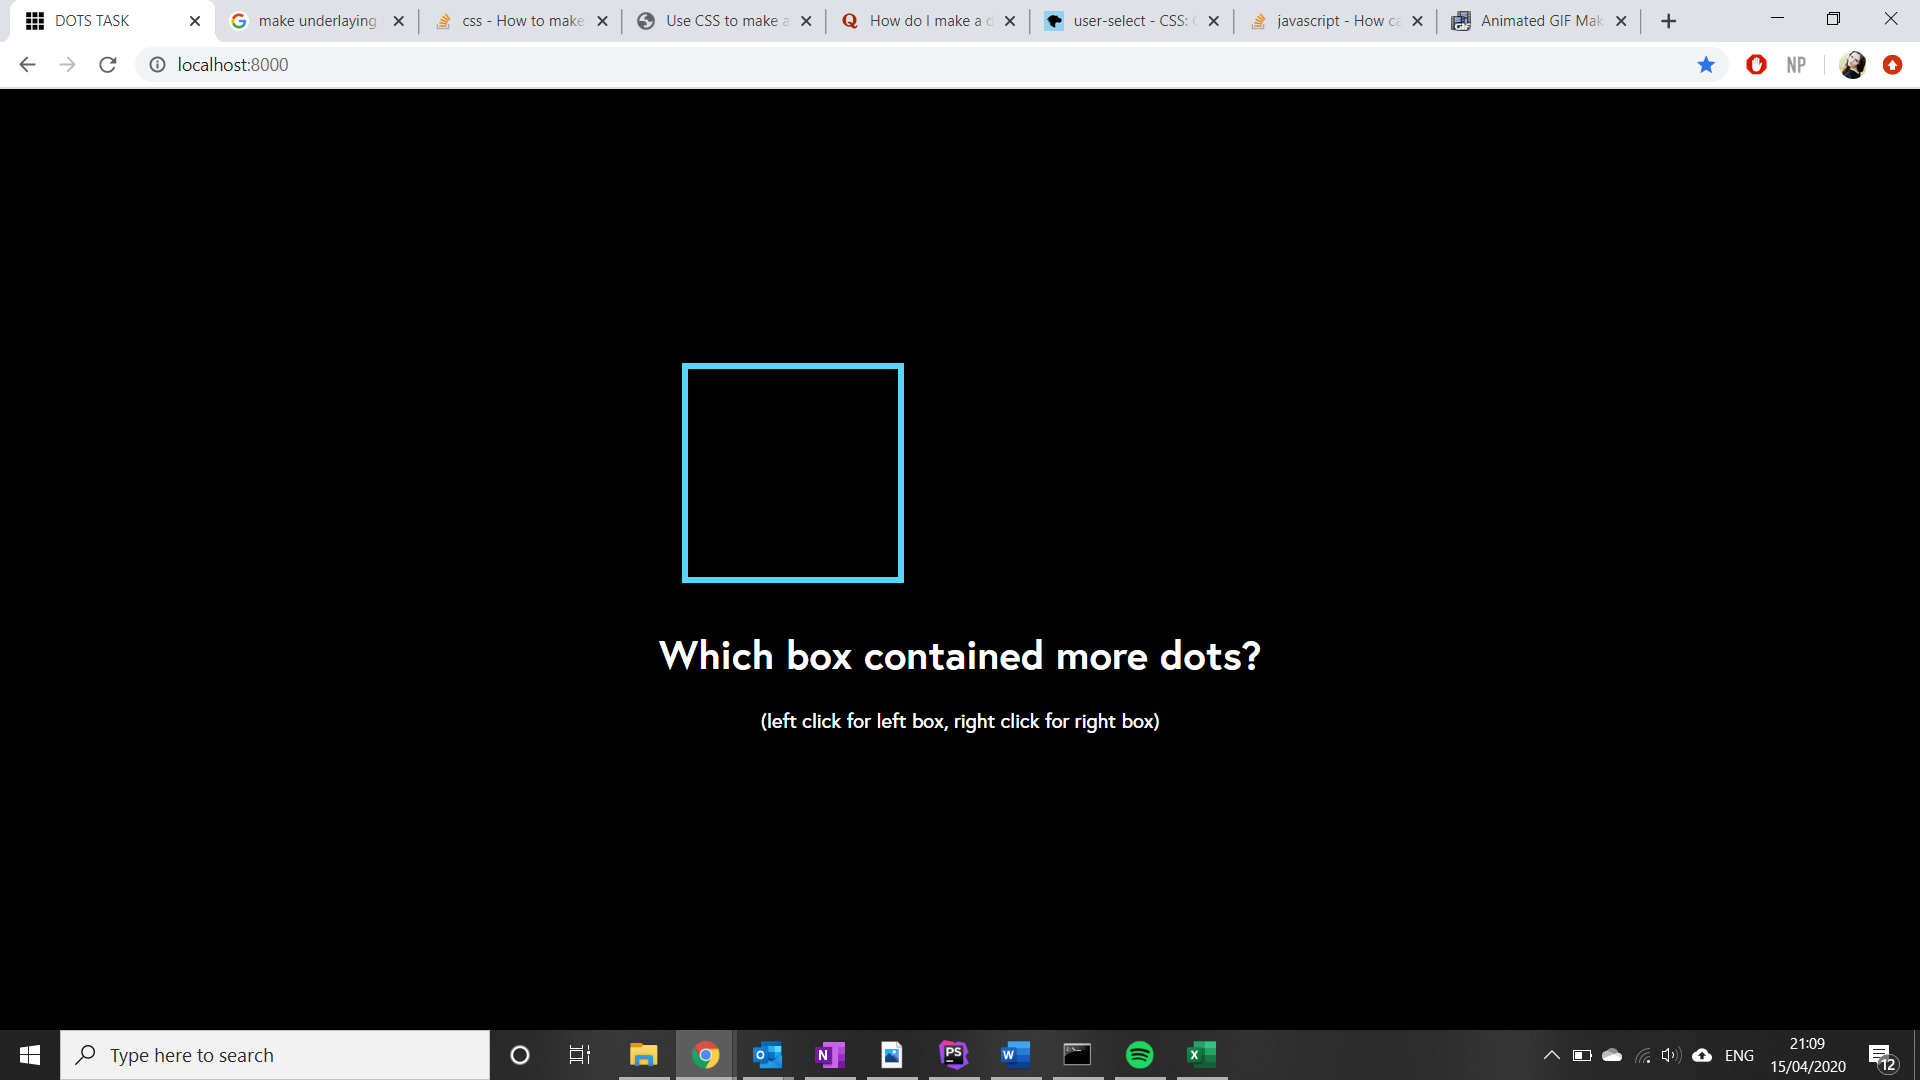 DOTS TASK
make underlaying
css - How to make
Use CSS to make a
How do I make a d
user-select - CSS: C
javascript - How ca
Animated GIF Mak
localhost:8000
NP
Which box contained more dots?
(left click for left box, right click for right box)
Type here to search
ENG
21:09
15/04/2020
12